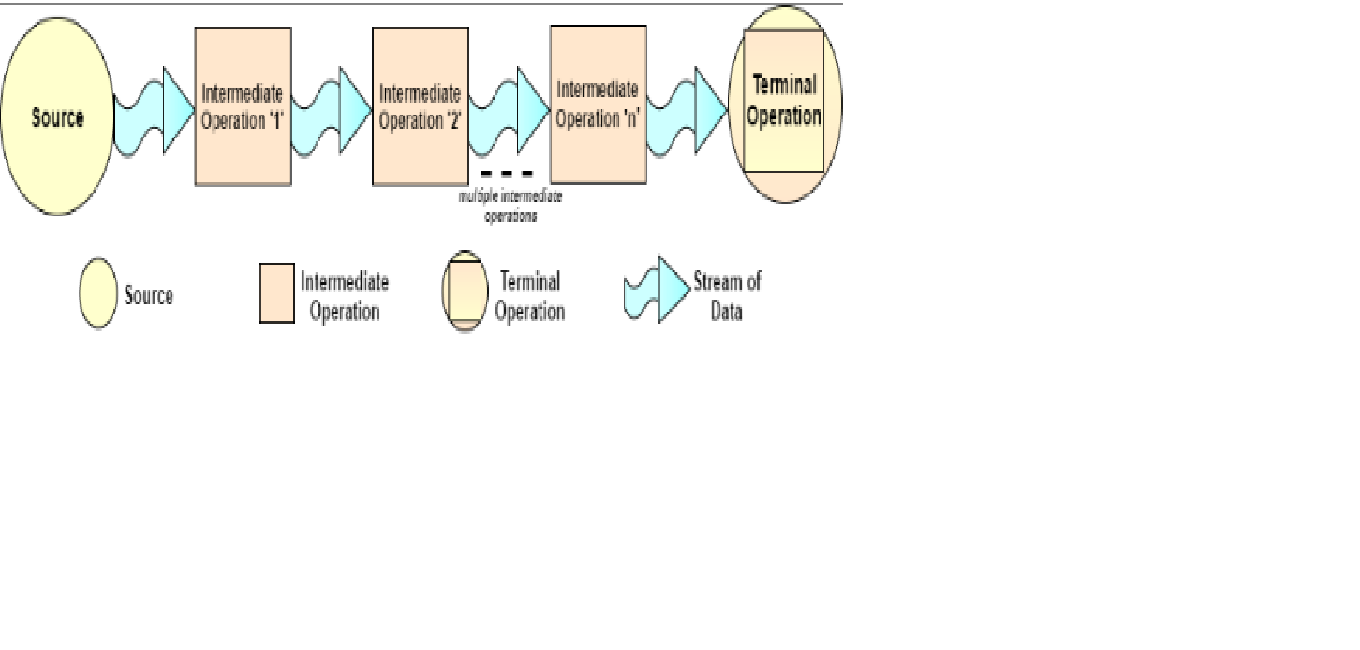 Source
Intermediate
Operation '1'
Intermediate
Operation '2'
multiple intermediate
operations
Intermediate
Operation 'n'
Terminal
Operation
Source
Intermediate
Operation
Terminal
Operation
Stream of
Data